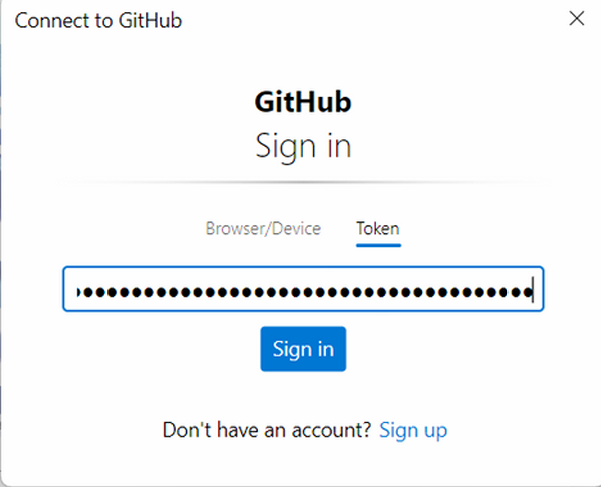 Connect to GitHub
GitHub
Sign in
Browser/Device Token
Sign in
Don't have an account? Sign up